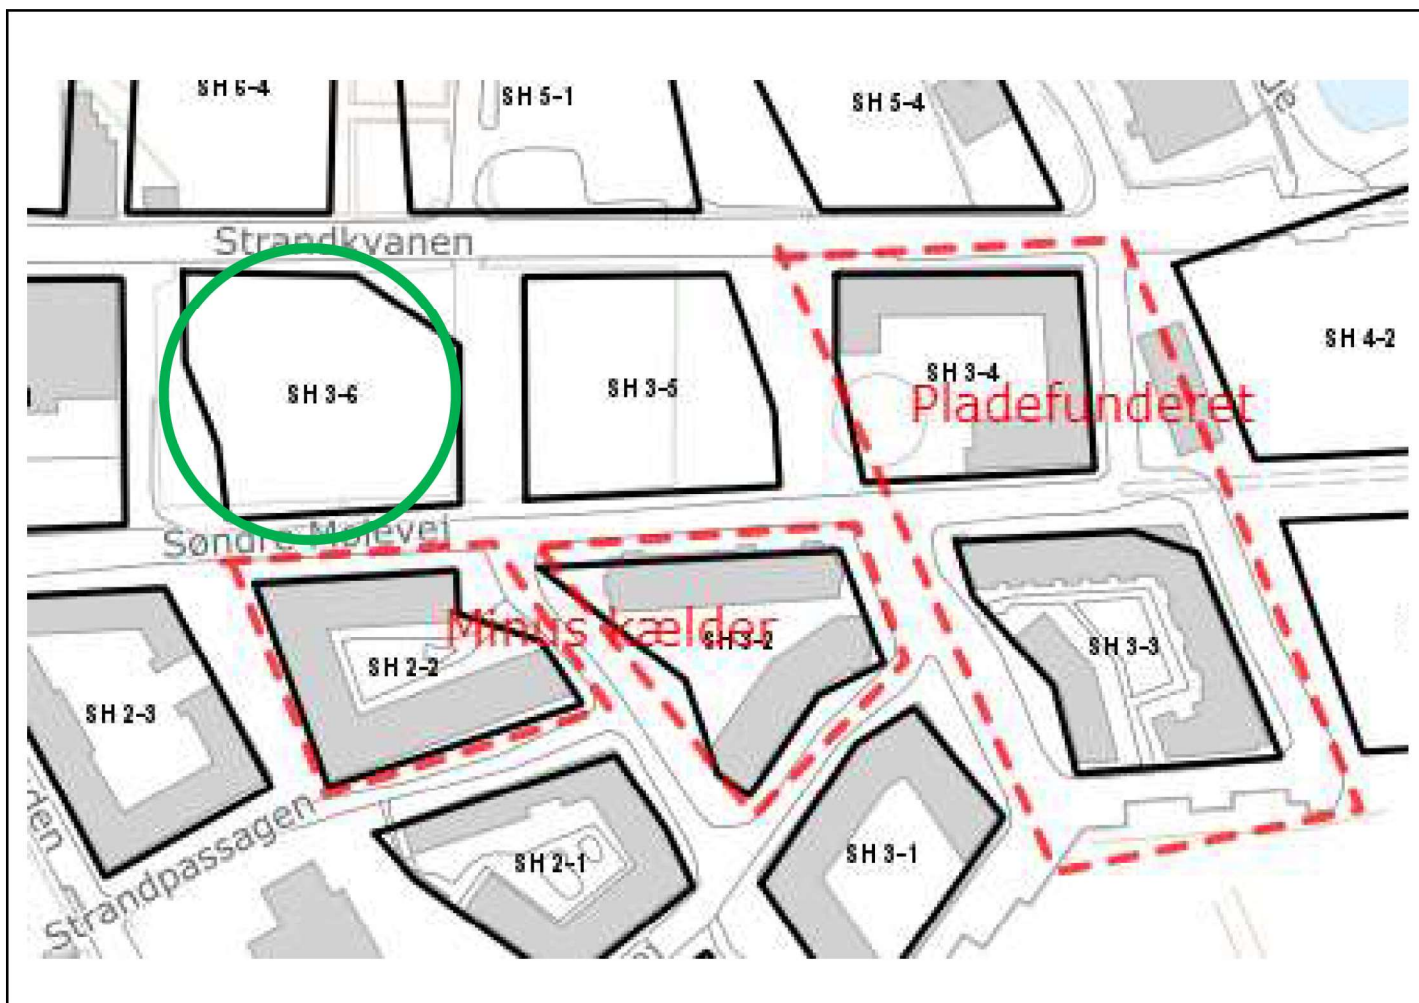 SH 6-4
SH 5-1
SH 5-4
Strandkvanen
SH 4-2
SH 3-6
SH 3-5
SH 3-4
Pladefunderet
Søndre Molevej
Minus kælder
SH 3-2
SH 3-3
SH 2-2
SH 2-3
Strandpassagen
SH 2-1
SH 3-1